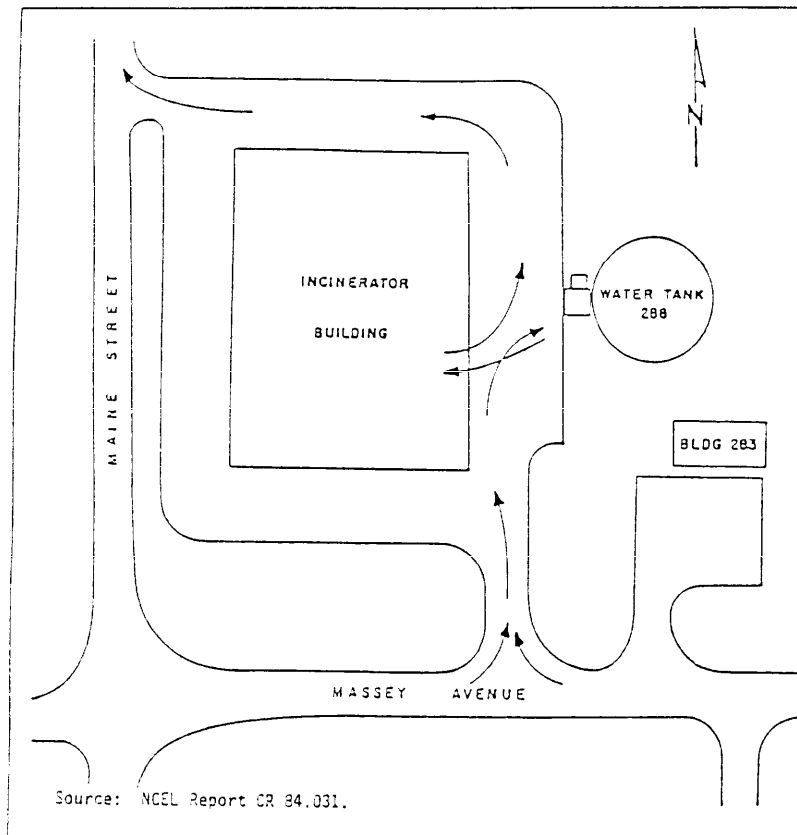 N
INCINERATOR
BUILDING
WATER TANK
288
MAINE STREET
BLDG 283
MASSEY AVENUE
Source: NCEL Report CR 84.031.